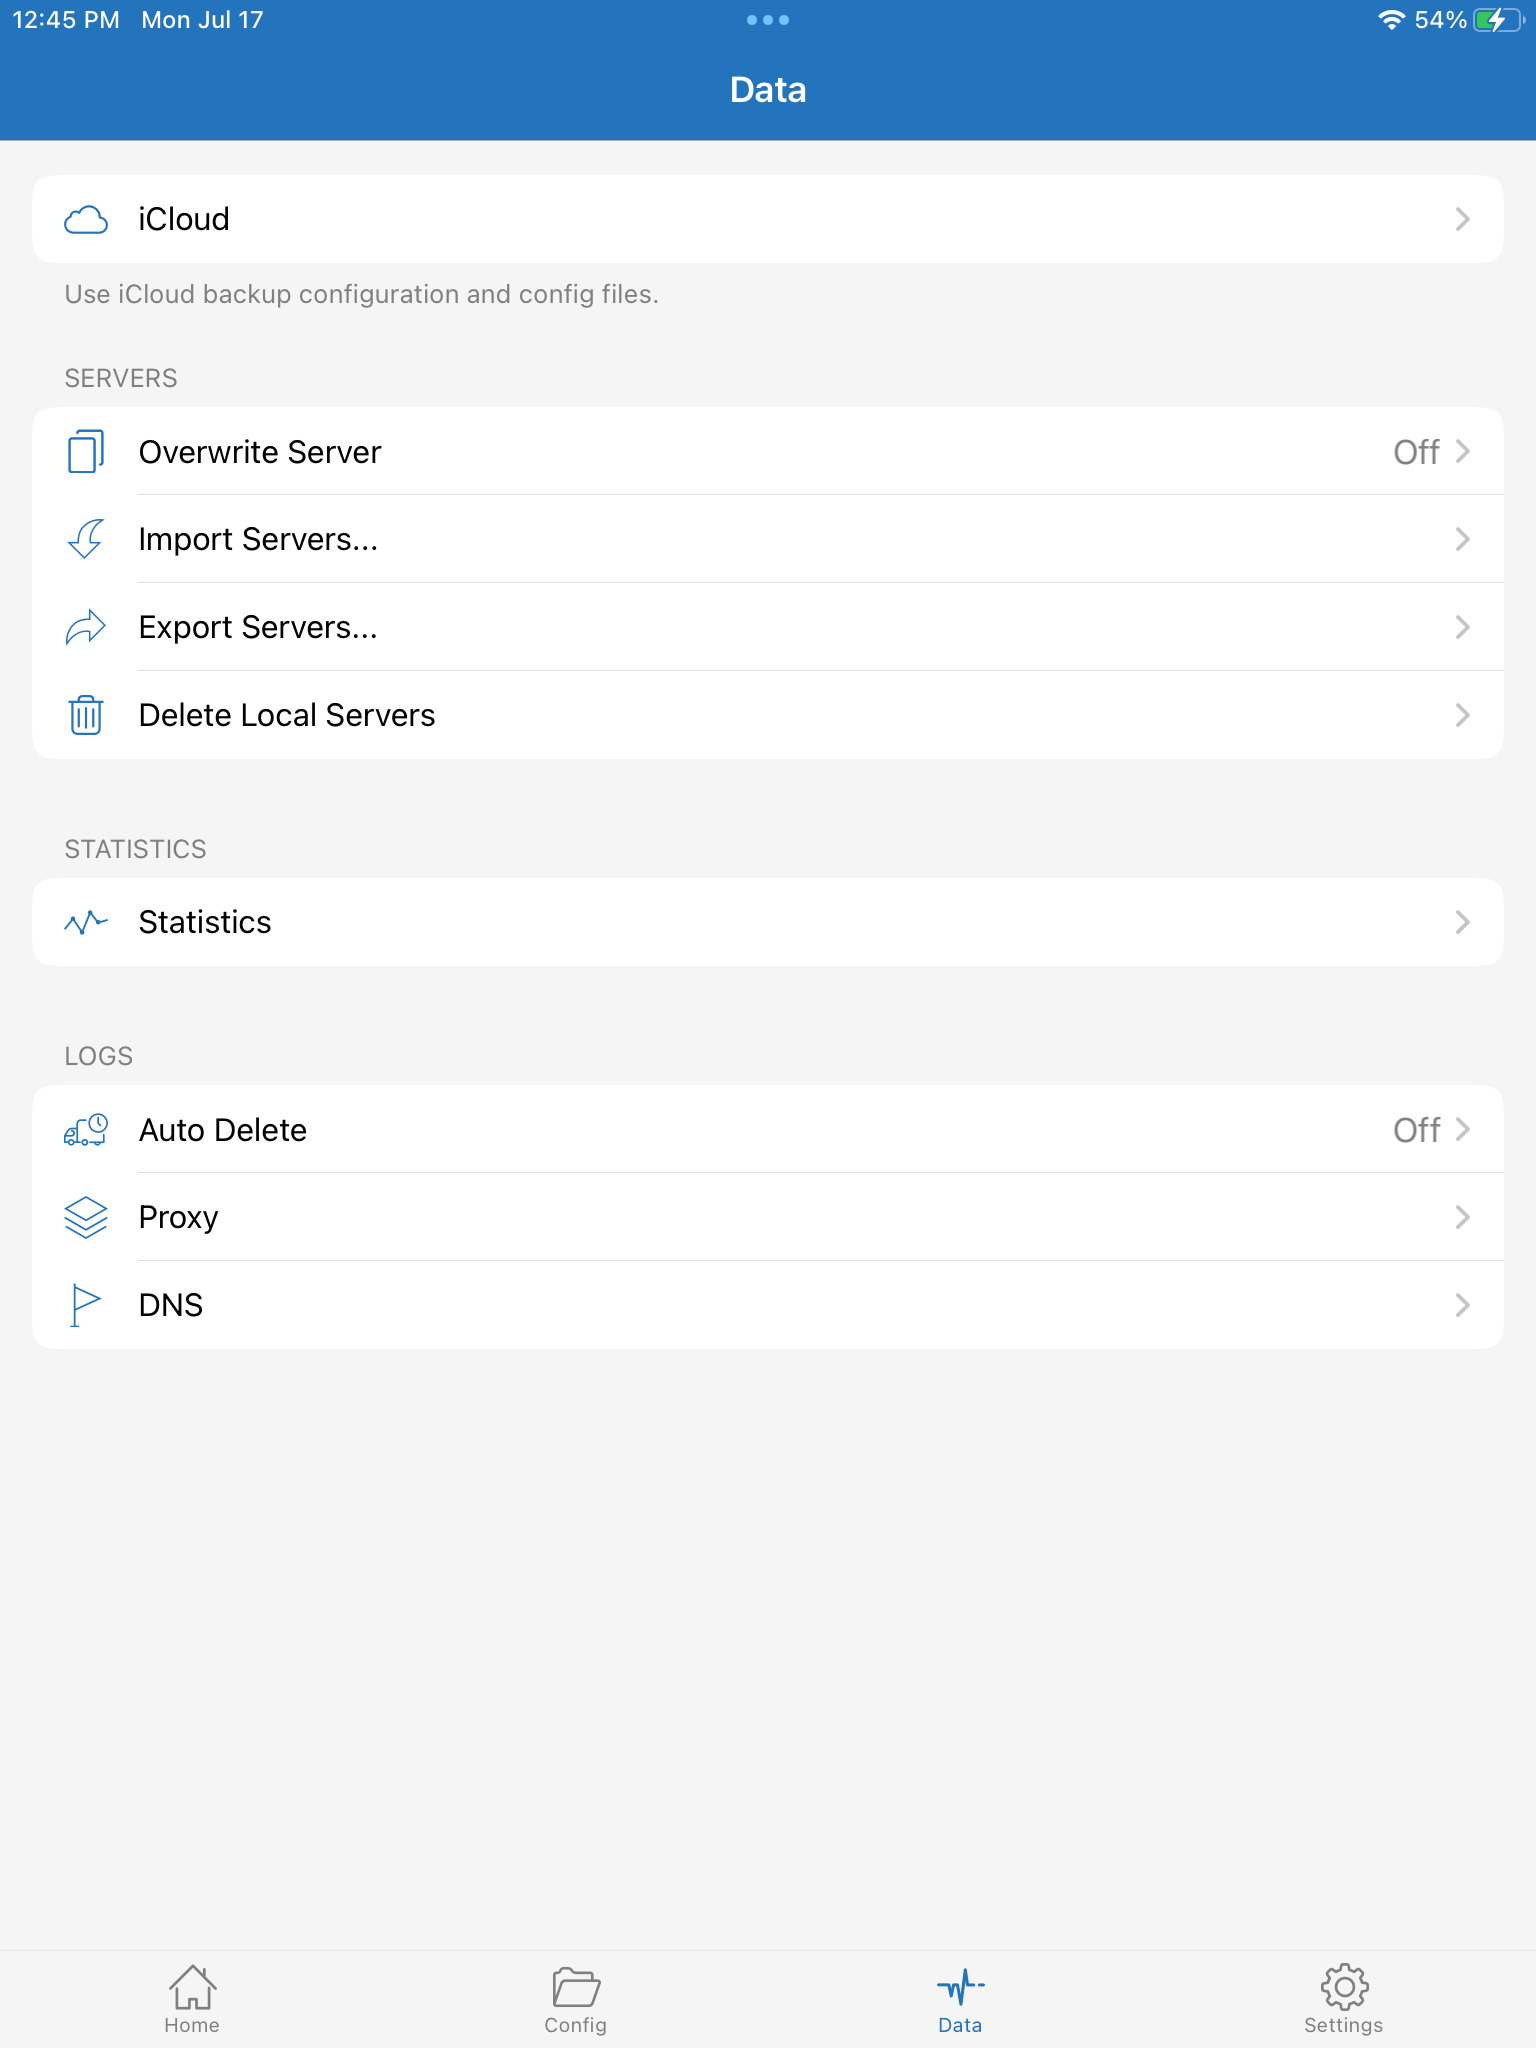 12:45 PM Mon Jul 17
54%
Data
iCloud
Use iCloud backup configuration and config files.
SERVERS
Overwrite Server Off
Import Servers...
Export Servers...
Delete Local Servers
STATISTICS
Statistics
LOGS
Auto Delete Off
Proxy
DNS
Home Config Data Settings